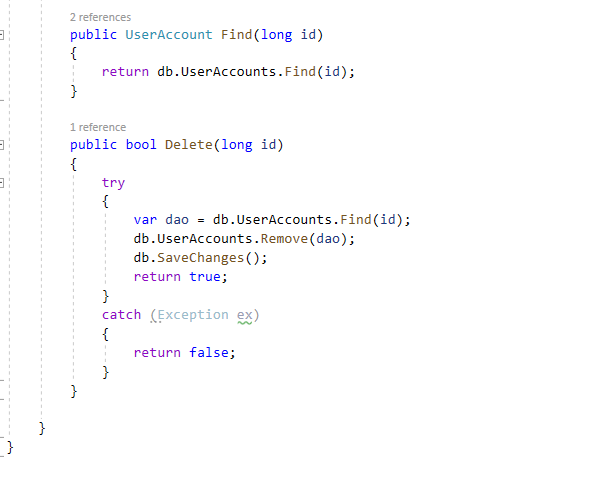 2 references
public UserAccount Find(long id)
{
return db.UserAccounts.Find(id);
}
1 reference
public bool Delete(long id)
{
try
{
var dao = db.UserAccounts.Find(id);
db.UserAccounts.Remove(dao);
db.SaveChanges();
return true;
}
catch (Exception ex)
{
return false;
}
}
}
}